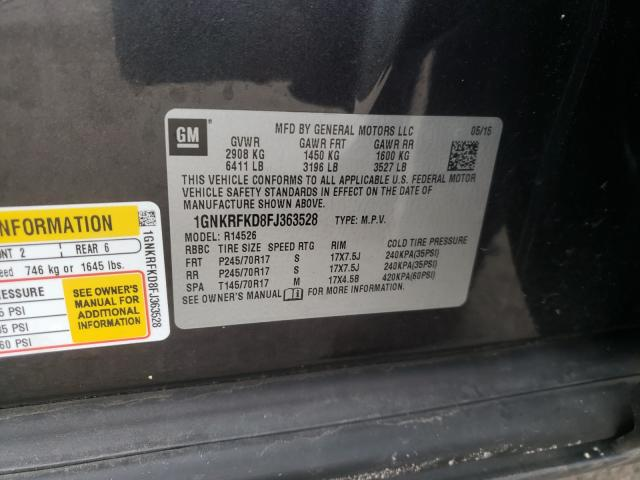 GM
MFD BY GENERAL MOTORS LLC 05/15
GVWR GAWR FRT GAWR RR
2908 KG 1450 KG 1600 KG
6411 LB 3196 LB 3527 LB
THIS VEHICLE CONFORMS TO ALL APPLICABLE U.S. FEDERAL MOTOR
VEHICLE SAFETY STANDARDS IN EFFECT ON THE DATE OF
MANUFACTURE SHOWN ABOVE.
1GNKRFKD8FJ363528 TYPE: M.P.V.
MODEL: R14526
RBBC TIRE SIZE SPEED RTG RIM COLD TIRE PRESSURE
FRT P245/70R17 S 17X7.5J 240KPA(35PSI)
RR P245/70R17 S 17X7.5J 240KPA(35PSI)
SPA T145/70R17 M 17X4.5B 420KPA(60PSI)
SEE OWNER'S MANUAL FOR MORE INFORMATION.
INFORMATION
NT 2 REAR 6
eed 746 kg or 1645 lbs.
RESSURE
5 PSI
35 PSI
60 PSI
SEE OWNER'S
MANUAL FOR
ADDITIONAL
INFORMATION
1GNKRFKD8FJ363528